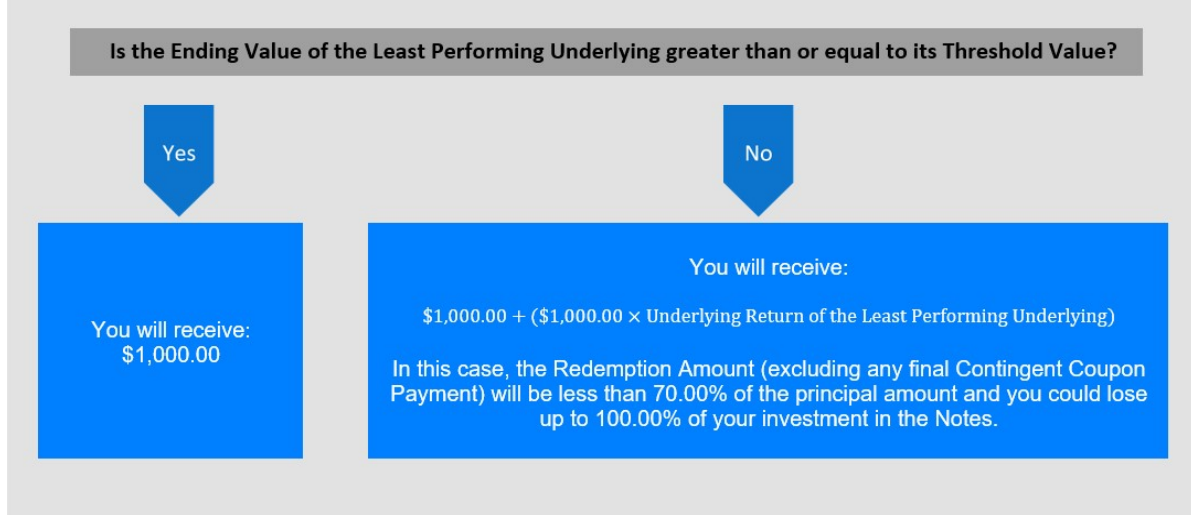 Is the Ending Value of the Least Performing Underlying greater than or equal to its Threshold Value?
Yes
No
You will receive:
$1,000.00
You will receive:
$1,000.00 + ($1,000.00 × Underlying Return of the Least Performing Underlying)
In this case, the Redemption Amount (excluding any final Contingent Coupon
Payment) will be less than 70.00% of the principal amount and you could lose
up to 100.00% of your investment in the Notes.